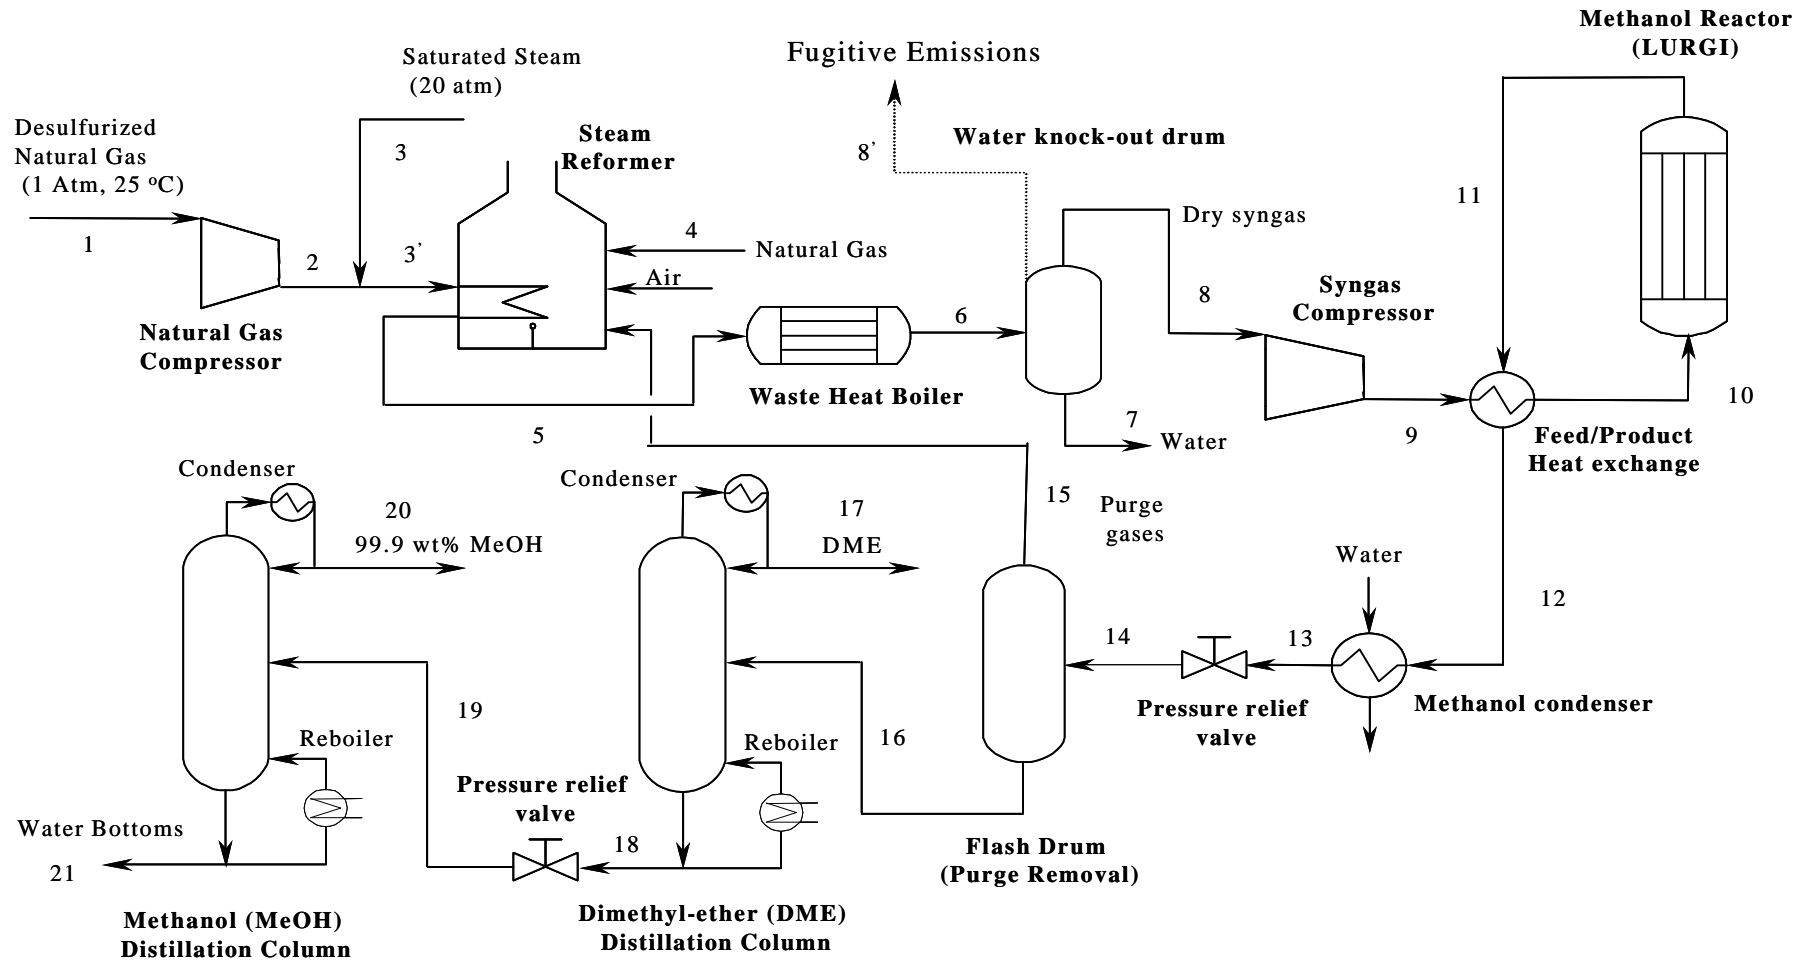 Methanol Reactor
(LURGI)
Saturated Steam
(20 atm)
Fugitive Emissions
Desulfurized
Natural Gas
(1 Atm, 25 °C)
3
Steam
Reformer
8’
Water knock-out drum
11
1
2
3’
4
Natural Gas
Air
Dry syngas
8
Syngas
Compressor
Natural Gas
Compressor
6
Waste Heat Boiler
10
5
7
Water
9
Feed/Product
Heat exchange
Condenser
20
99.9 wt% MeOH
Condenser
17
DME
15
Purge
gases
Water
12
14
13
Pressure relief
valve
Methanol condenser
19
Reboiler
16
Reboiler
Pressure relief
valve
18
Water Bottoms
21
Flash Drum
(Purge Removal)
Methanol (MeOH)
Distillation Column
Dimethyl-ether (DME)
Distillation Column